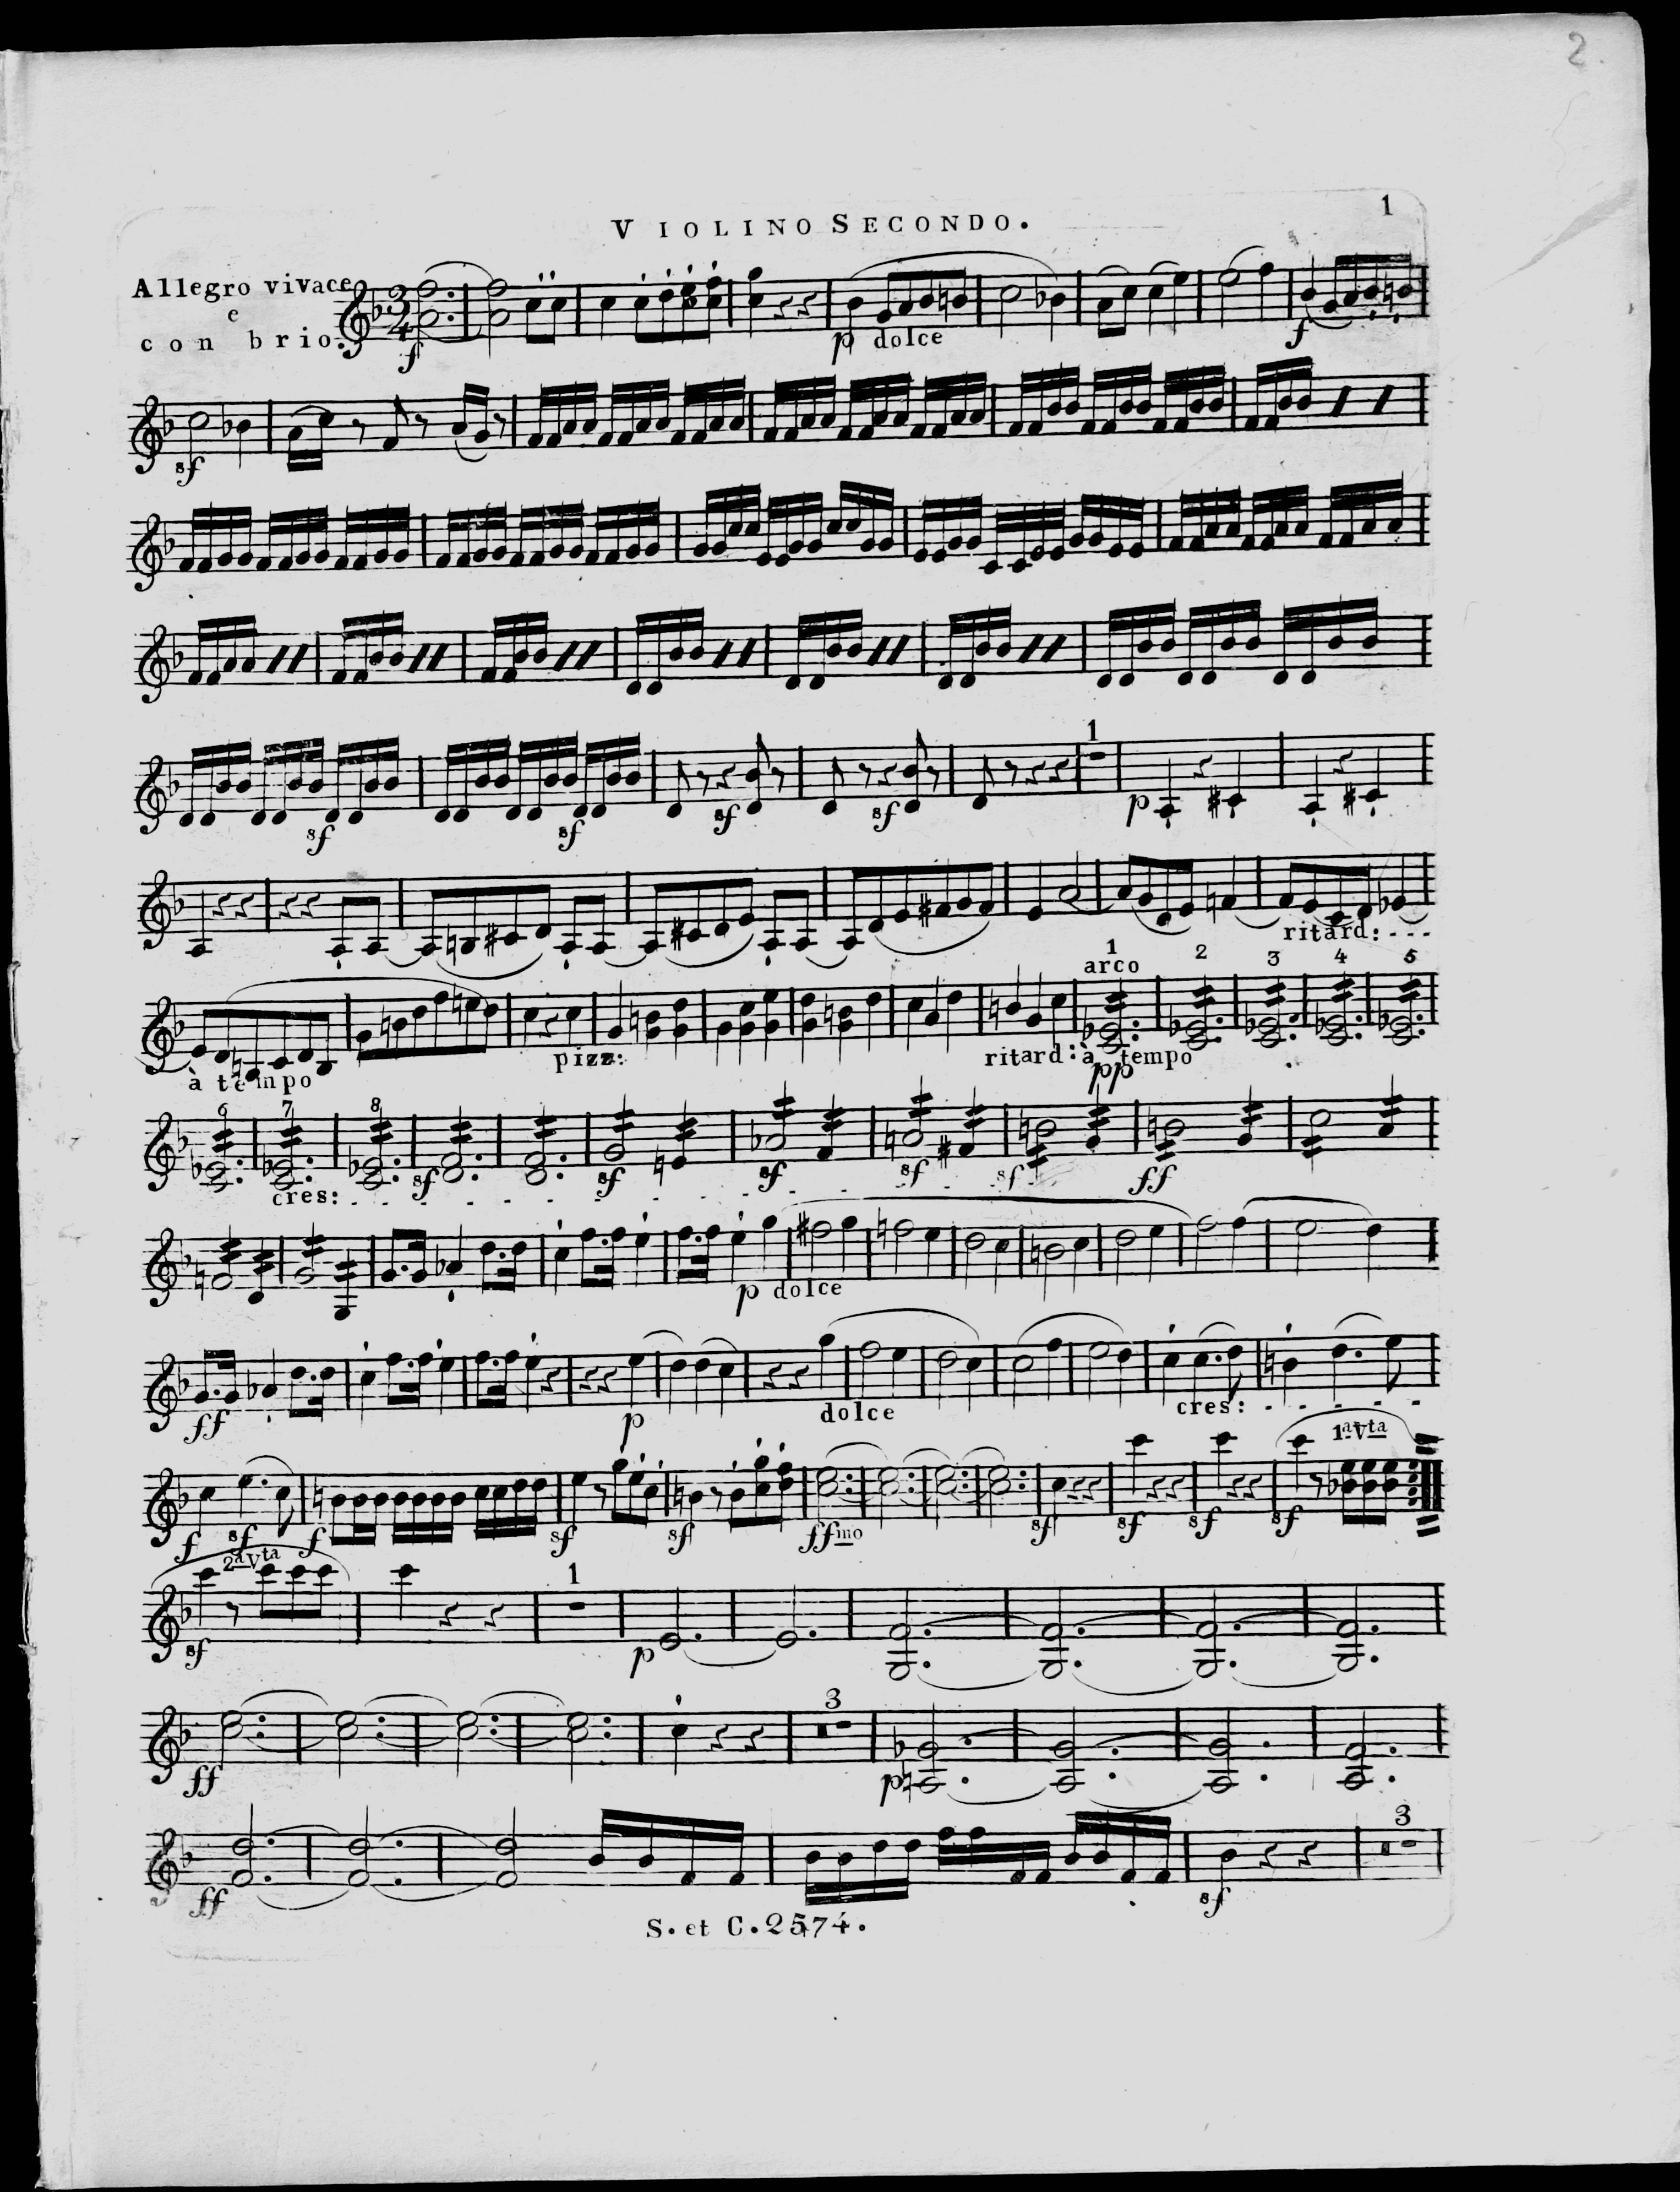 2.
1
VIOLINO SECONDO.
Allegro vivace
e
con brio.
3
4
f
p dolce
f
sf
sf
sf
sf
sf
1
p
ritard: - - -
à tempo
pizz:
ritard: à tempo
arco
1 2 3 4 5
pp
6 7 8
cres: - - - - - - - -
sf
sf
sf
sf
sf
ff
p dolce
ff
p
dolce
cres: - - - - - -
f
sf
f
sf
sf
ffmo
sf
sf
sf
sf
1a Vta
2a Vta
sf
1
p
ff
3
p
ff
sf
3
S. et C. 2574.